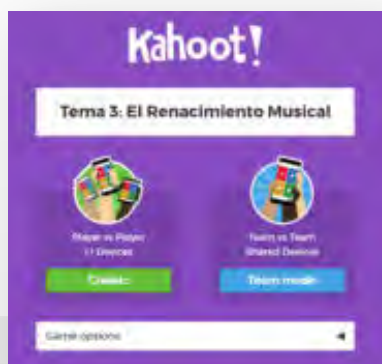 Kahoot!
Tema 3: El Renacimiento Musical
Player vs Player
1:1 Devices
Classic
Team vs Team
Shared Devices
Team mode
Game options